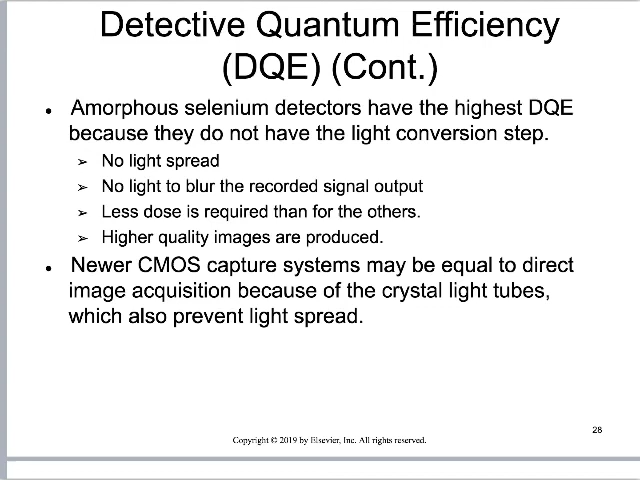 Detective Quantum Efficiency
(DQE) (Cont.)
• Amorphous selenium detectors have the highest DQE
because they do not have the light conversion step.
➢ No light spread
➢ No light to blur the recorded signal output
➢ Less dose is required than for the others.
➢ Higher quality images are produced.
• Newer CMOS capture systems may be equal to direct
image acquisition because of the crystal light tubes,
which also prevent light spread.
28
Copyright © 2019 by Elsevier, Inc. All rights reserved.